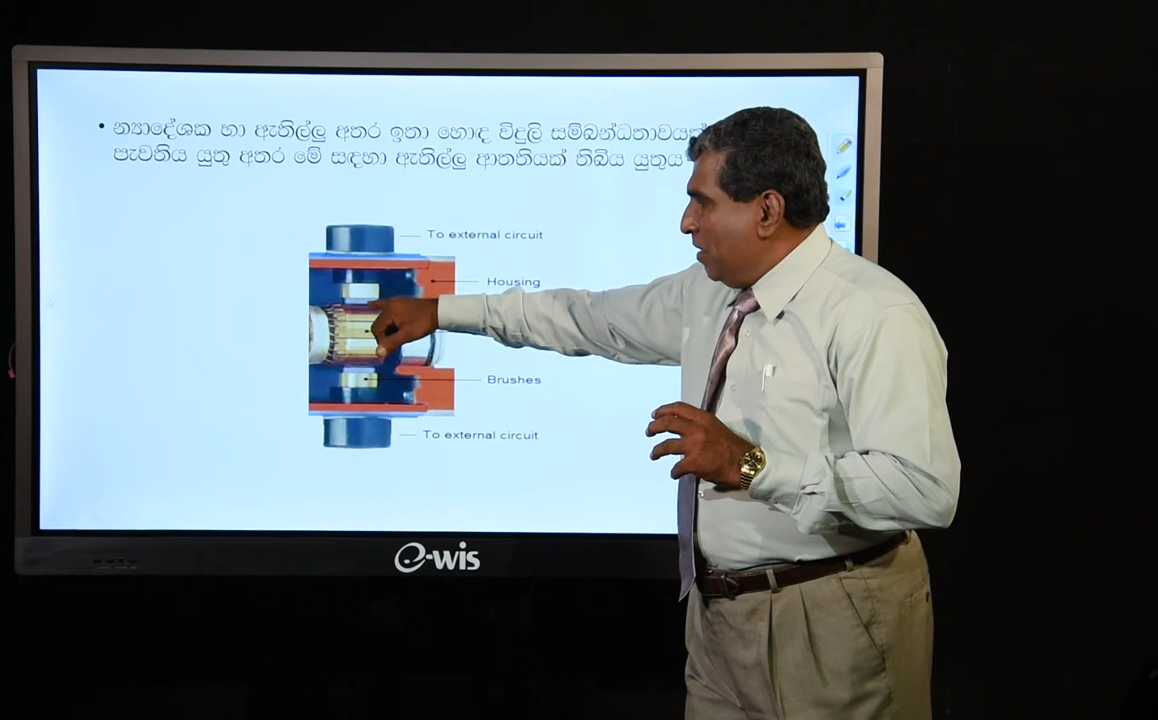 • න්‍යාදේශක හා ඇතිල්ලු අතර ඉතා හොඳ විදුලි සම්බන්ධතාවයක්
පැවතිය යුතු අතර මේ සඳහා ඇතිල්ලු ආතතියක් තිබිය යුතුය
To external circuit
Housing
Brushes
To external circuit
e-wis